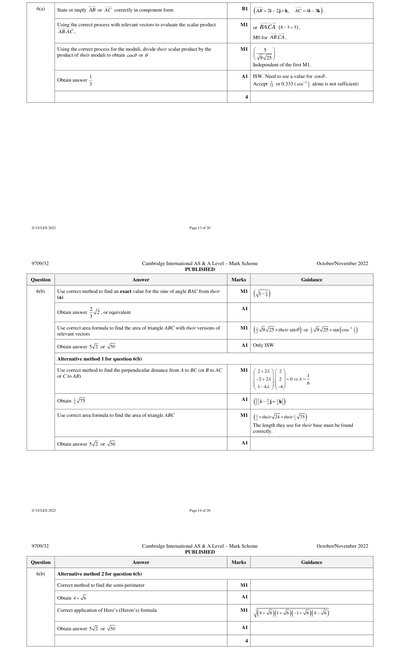 6(a) State or imply AB or AC correctly in component form B1 (AB = 2i – 2j + k, AC = 4i – 3k).
Using the correct process with relevant vectors to evaluate the scalar product M1 or BA.CA (8 – 3 = 5).
AB.AC, M0 for AB.CA.
Using the correct process for the moduli, divide their scalar product by the M1 (5/√9√25)
product of their moduli to obtain cosθ or θ Independent of the first M1.
Obtain answer 1/3 A1 ISW. Need to see a value for cosθ.
4
© UCLES 2022 Page 15 of 20
9709/32 Cambridge International AS & A Level – Mark Scheme October/November 2022
PUBLISHED
Question Answer Marks Guidance
6(b) Use correct method to find an exact value for the sine of angle BAC from their M1
(a)
Obtain answer 2/3 √2, or equivalent A1
Use correct area formula to find the area of triangle ABC with their versions of M1
relevant vectors
Obtain answer 5√2 or √50 A1 Only ISW
Alternative method 1 for question 6(b)
Use correct method to find the perpendicular distance from A to BC (or B to AC M1
or C to AB)
Obtain A1
Use correct area formula to find the area of triangle ABC M1
The length they use for their base must be found
correctly.
Obtain answer 5√2 or √50 A1
© UCLES 2022 Page 16 of 20
9709/32 Cambridge International AS & A Level – Mark Scheme October/November 2022
PUBLISHED
Question Answer Marks Guidance
6(b) Alternative method 2 for question 6(b)
Correct method to find the semi-perimeter M1
Obtain 4 + √6 A1
Correct application of Hero's (Heron's) formula M1 √(4 + √6)(1 + √6)(–1 + √6)(4 – √6)
Obtain answer 5√2 or √50 A1
4